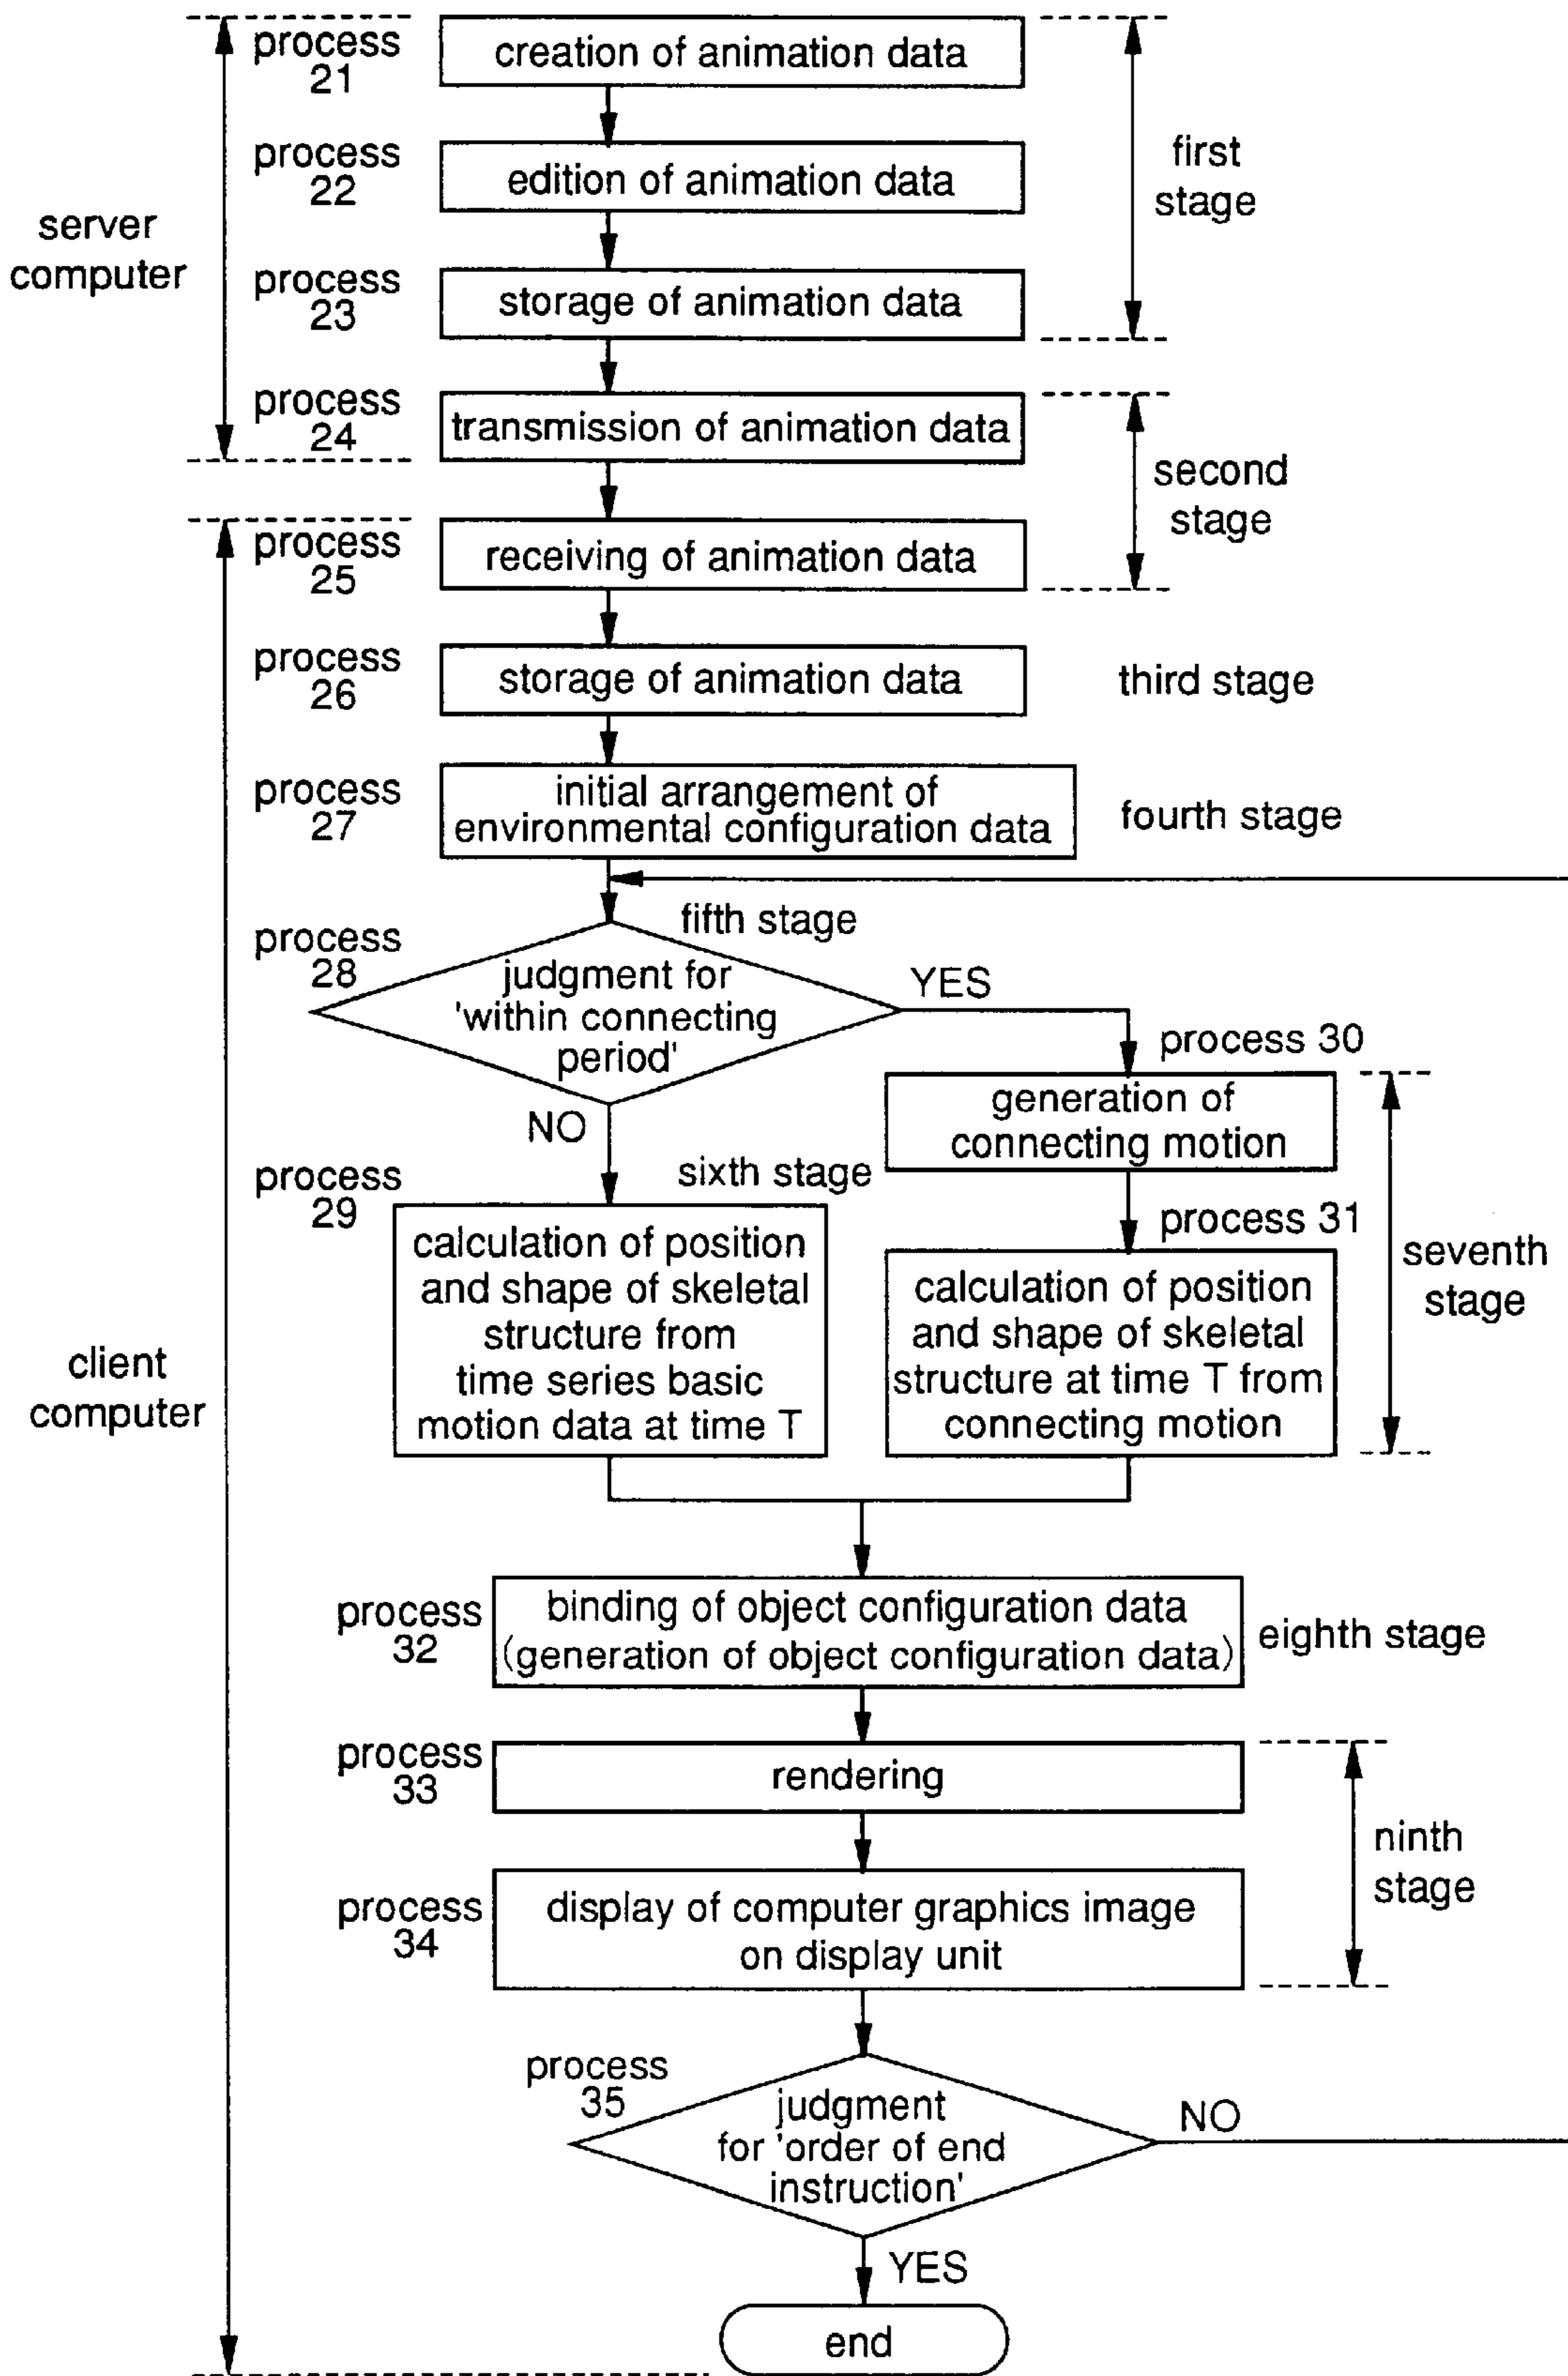 process
21
creation of animation data
process
22
edition of animation data
first
stage
server
computer
process
23
storage of animation data
process
24
transmission of animation data
second
stage
process
25
receiving of animation data
process
26
storage of animation data
third stage
process
27
initial arrangement of
environmental configuration data
fourth stage
fifth stage
process
28
judgment for
'within connecting
period'
YES
NO
process 30
generation of
connecting motion
sixth stage
process
29
calculation of position
and shape of skeletal
structure from
time series basic
motion data at time T
process 31
calculation of position
and shape of skeletal
structure at time T from
connecting motion
seventh
stage
client
computer
process
32
binding of object configuration data
(generation of object configuration data)
eighth stage
process
33
rendering
ninth
stage
process
34
display of computer graphics image
on display unit
process
35
judgment
for 'order of end
instruction'
NO
YES
end